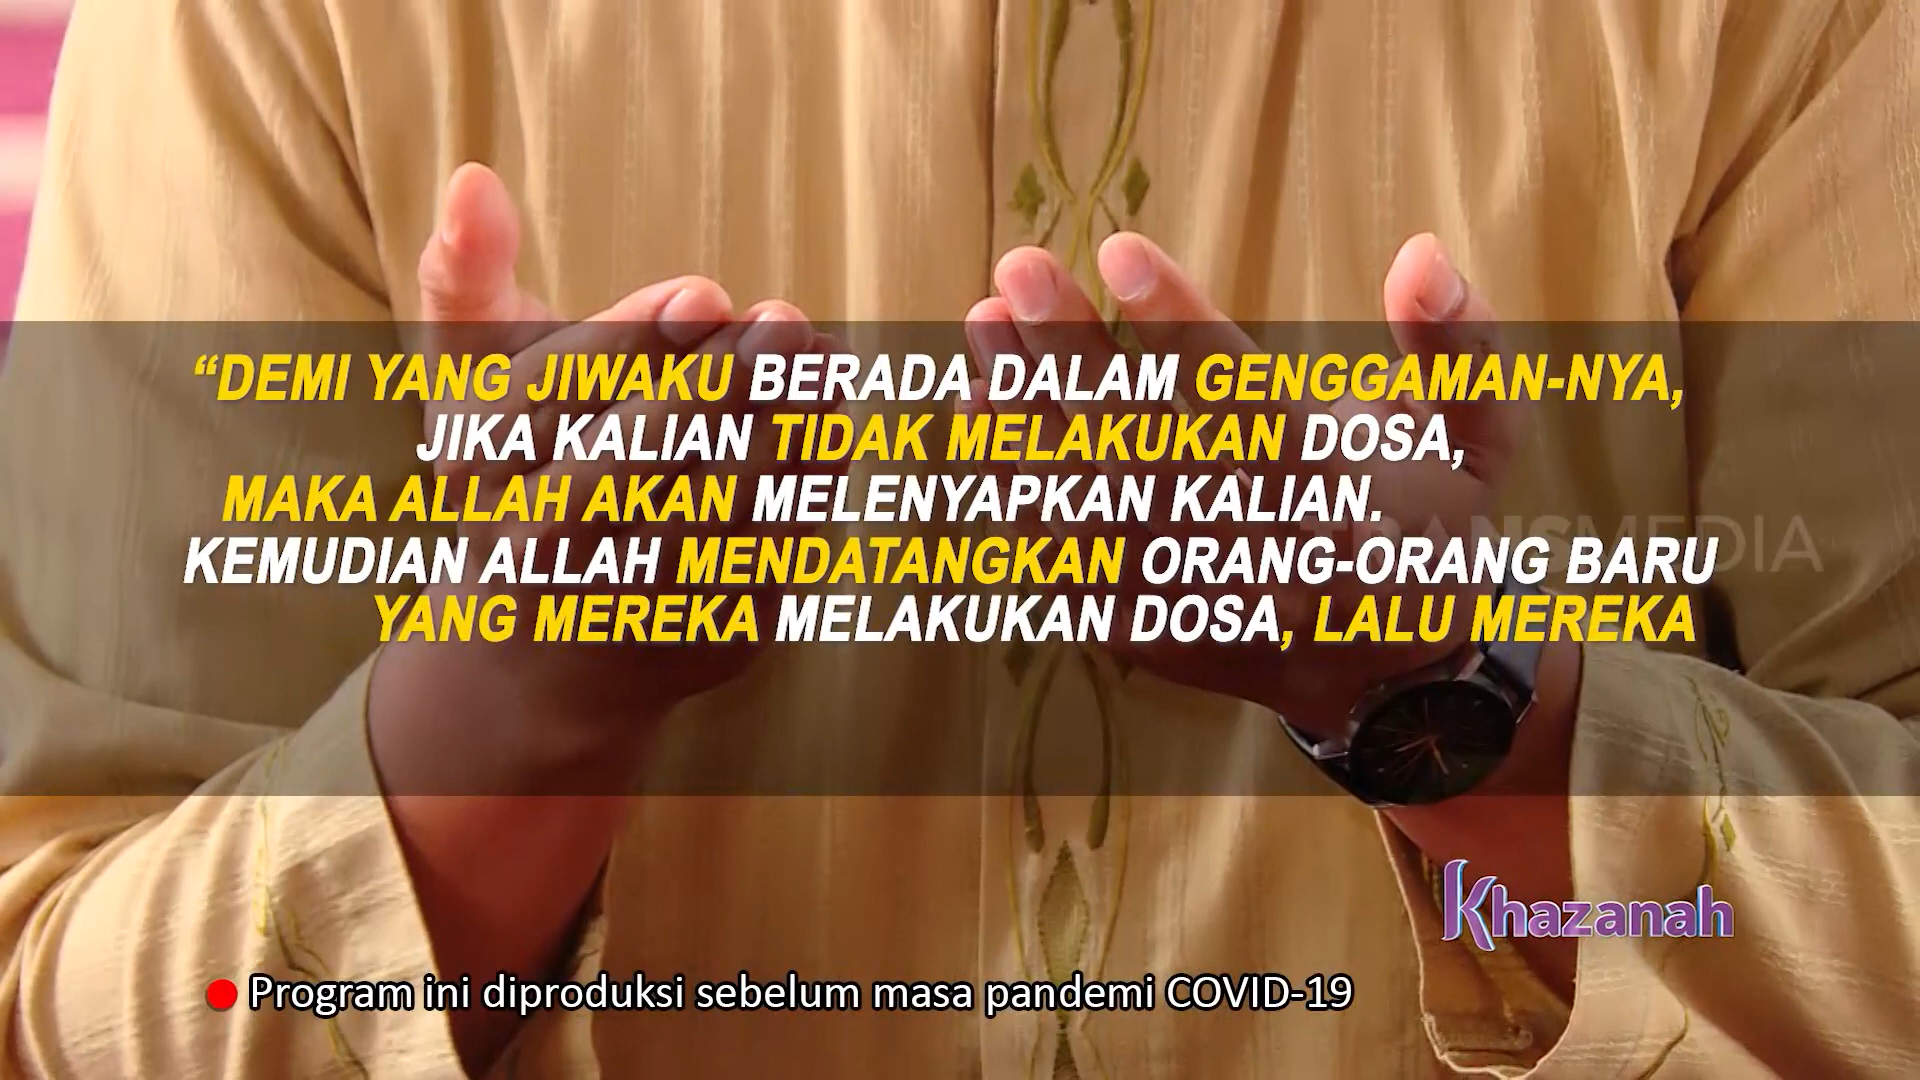 “DEMI YANG JIWAKU BERADA DALAM GENGGAMAN-NYA,
JIKA KALIAN TIDAK MELAKUKAN DOSA,
MAKA ALLAH AKAN MELENYAPKAN KALIAN.
KEMUDIAN ALLAH MENDATANGKAN ORANG-ORANG BARU
TRANSMEDIA
YANG MEREKA MELAKUKAN DOSA, LALU MEREKA
Khazanah
Program ini diproduksi sebelum masa pandemi COVID-19